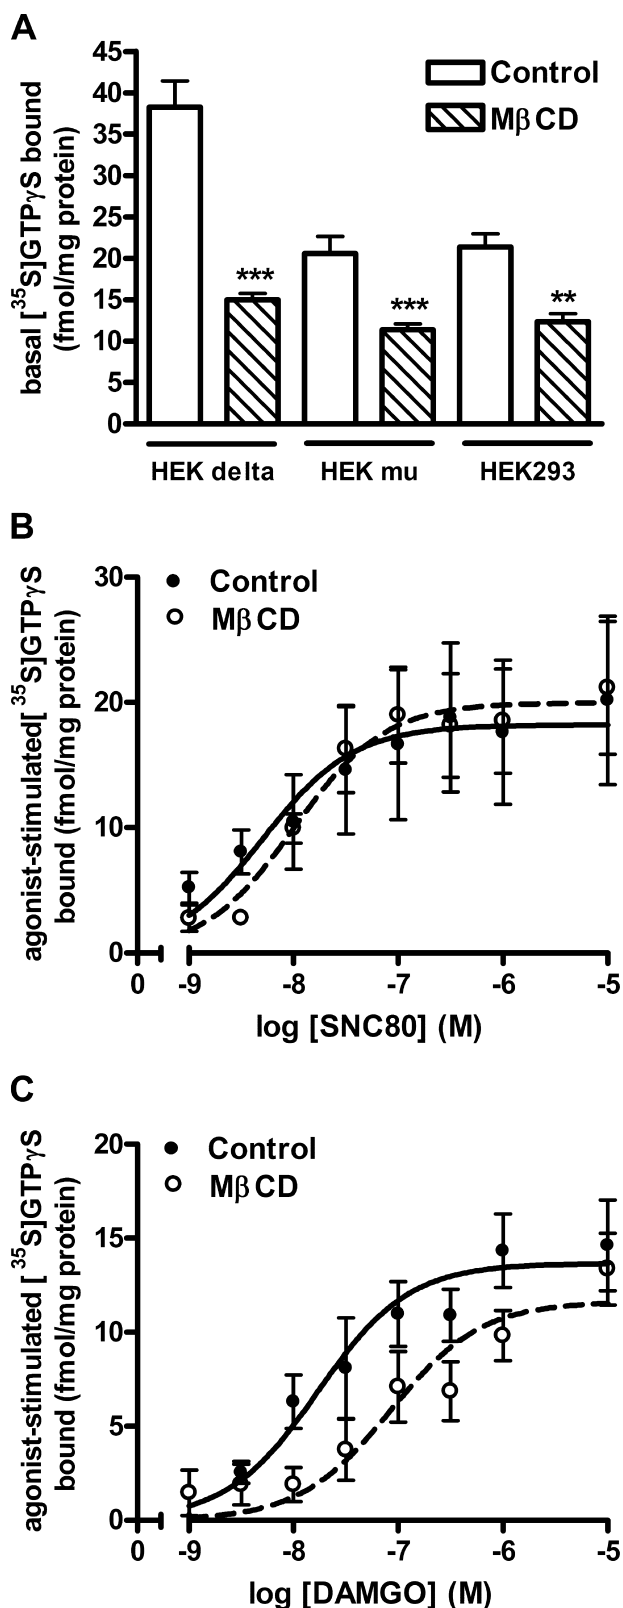 A
basal [³⁵S]GTPγS bound
(fmol/mg protein)
45
40
35
30
25
20
15
10
5
0
Control
MβCD
***
***
**
HEK delta
HEK mu
HEK293
B
agonist-stimulated[³⁵S]GTPγS
bound (fmol/mg protein)
30
20
10
0
Control
MβCD
0 -9 -8 -7 -6 -5
log [SNC80] (M)
C
agonist-stimulated [³⁵S]GTPγS
bound (fmol/mg protein)
20
15
10
5
0
Control
MβCD
0 -9 -8 -7 -6 -5
log [DAMGO] (M)